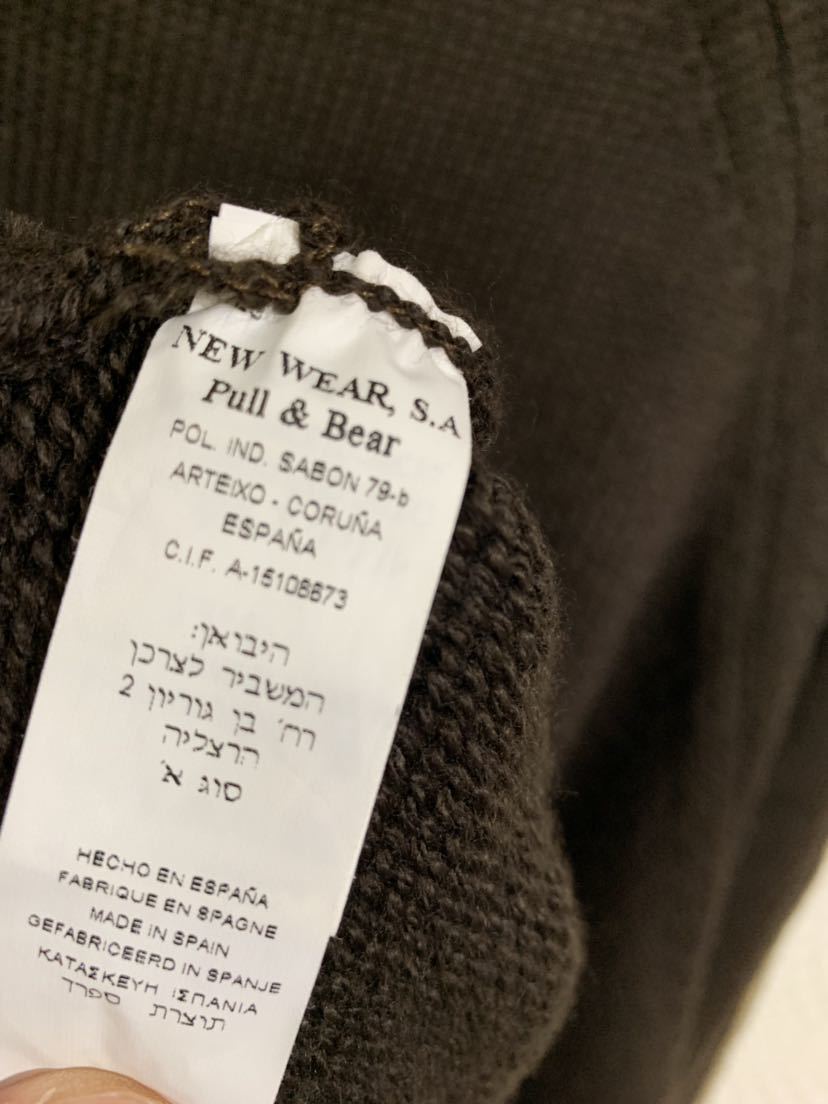 NEW WEAR, S.A
Pull & Bear
POL. IND. SABON 79-b
ARTEIXO - CORUÑA
ESPAÑA
C.I.F. A-15106673
היבואן:
המשביר לצרכן
רח' בן גוריון 2
הרצליה
סוג א'
HECHO EN ESPAÑA
FABRIQUE EN SPAGNE
MADE IN SPAIN
GEFABRICEERD IN SPANJE
ΚΑΤΑΣΚΕΥΗ ΙΣΠΑΝΙΑ
תוצרת ספרד